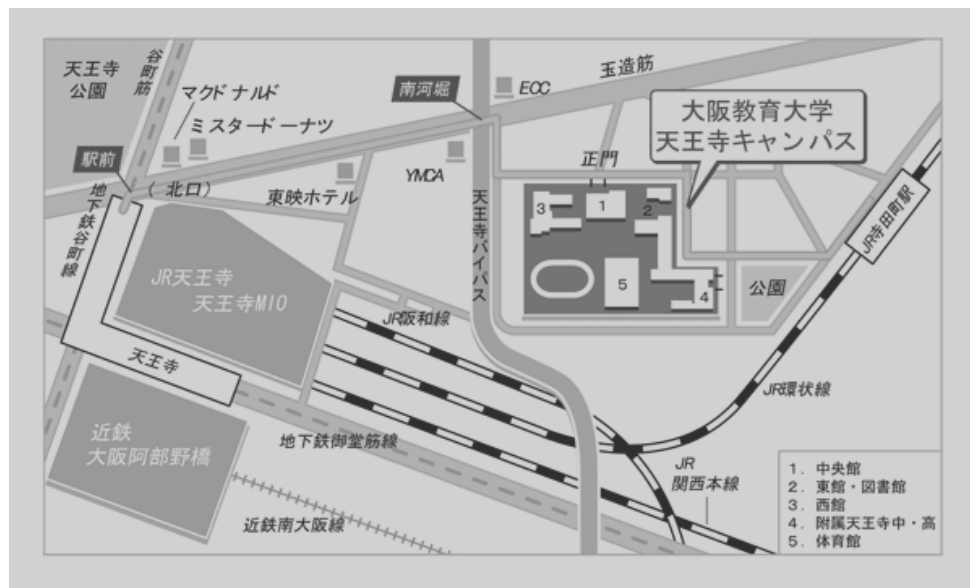 天王寺
公園
谷町筋
マクドナルド
ミスタードーナツ
駅前
(北口)
地下鉄谷町線
東映ホテル
南河堀
ECC
玉造筋
YMCA
天王寺バイパス
正門
大阪教育大学
天王寺キャンパス
3
1
2
5
4
公園
JR寺田町駅
JR天王寺
天王寺MIO
JR阪和線
天王寺
近鉄
大阪阿部野橋
地下鉄御堂筋線
近鉄南大阪線
JR環状線
JR
関西本線
1. 中央館
2. 東館・図書館
3. 西館
4. 附属天王寺中・高
5. 体育館